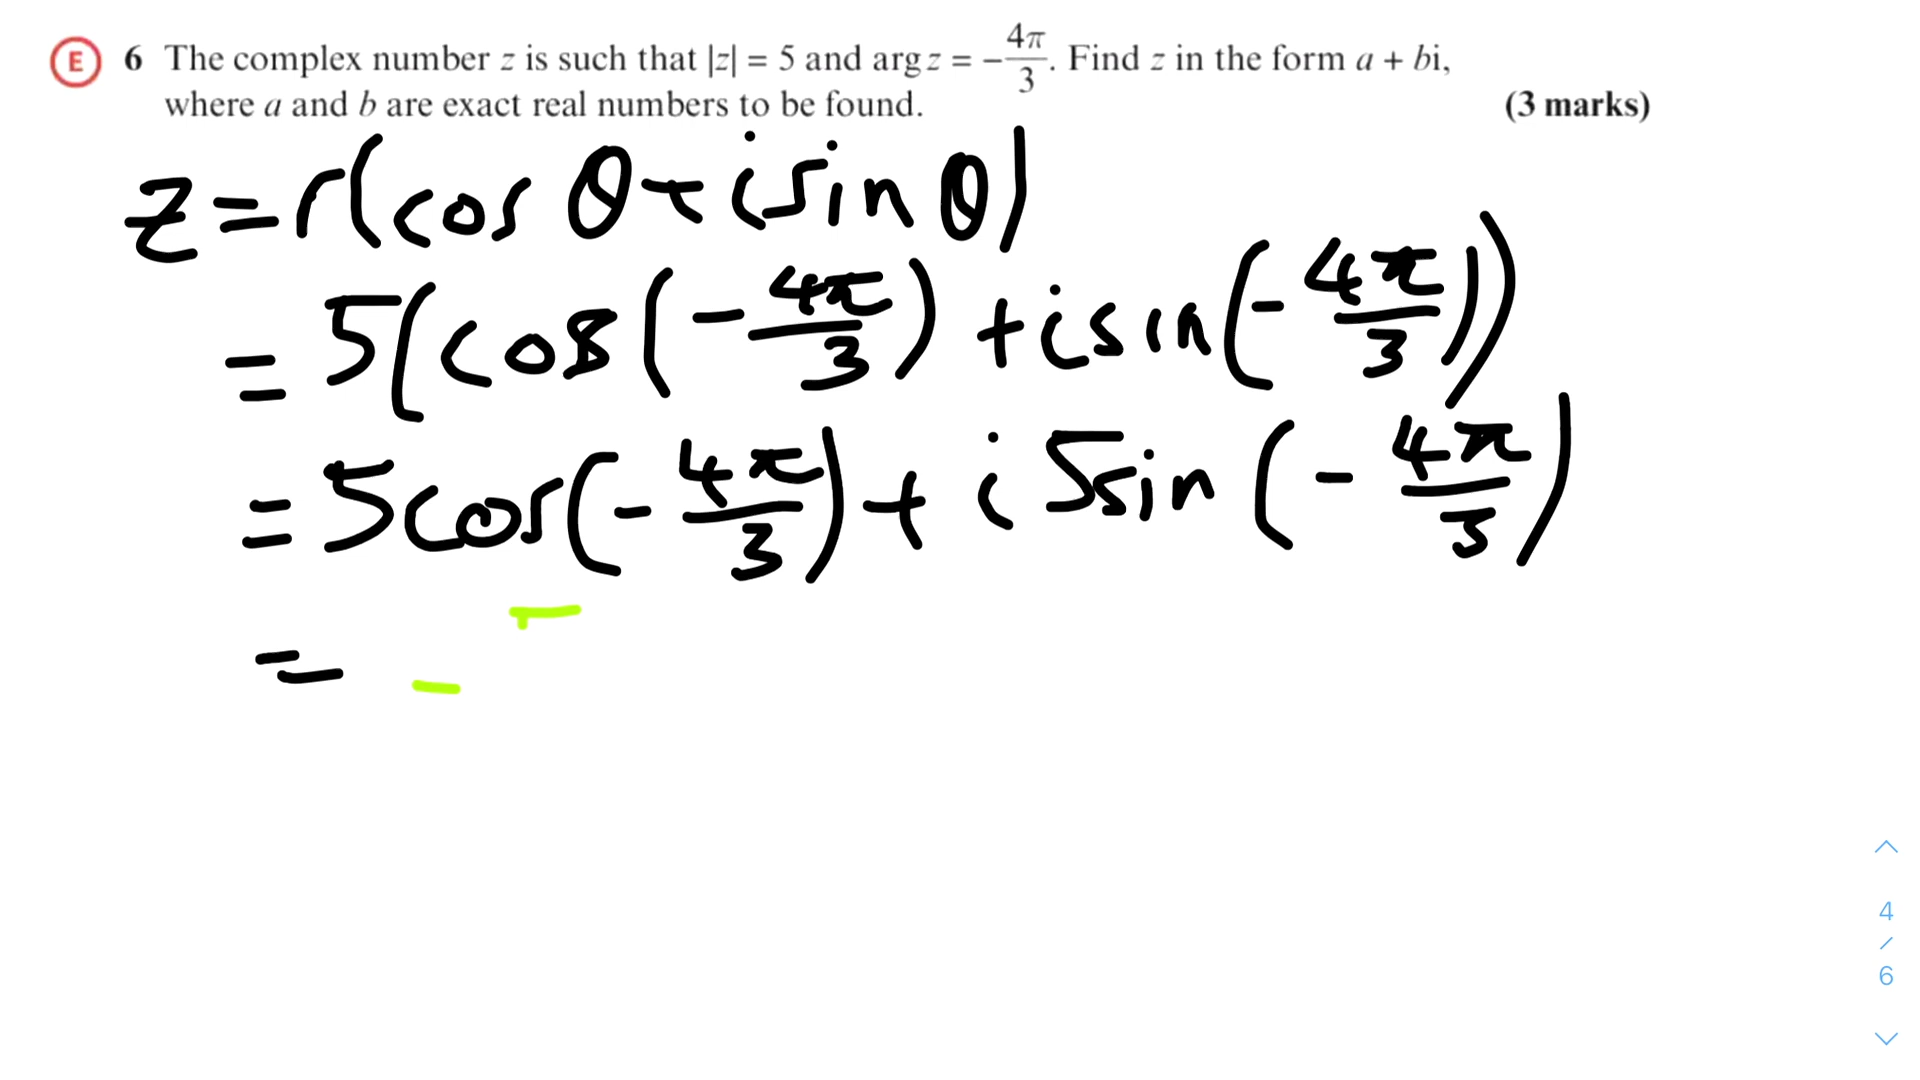 E 6 The complex number z is such that |z| = 5 and arg z = −4π/3. Find z in the form a + bi,
where a and b are exact real numbers to be found. (3 marks)
z = r(cos θ + i sin θ)
= 5(cos(−4π/3) + i sin(−4π/3))
= 5cos(−4π/3) + i 5sin(−4π/3)
=
4
/
6